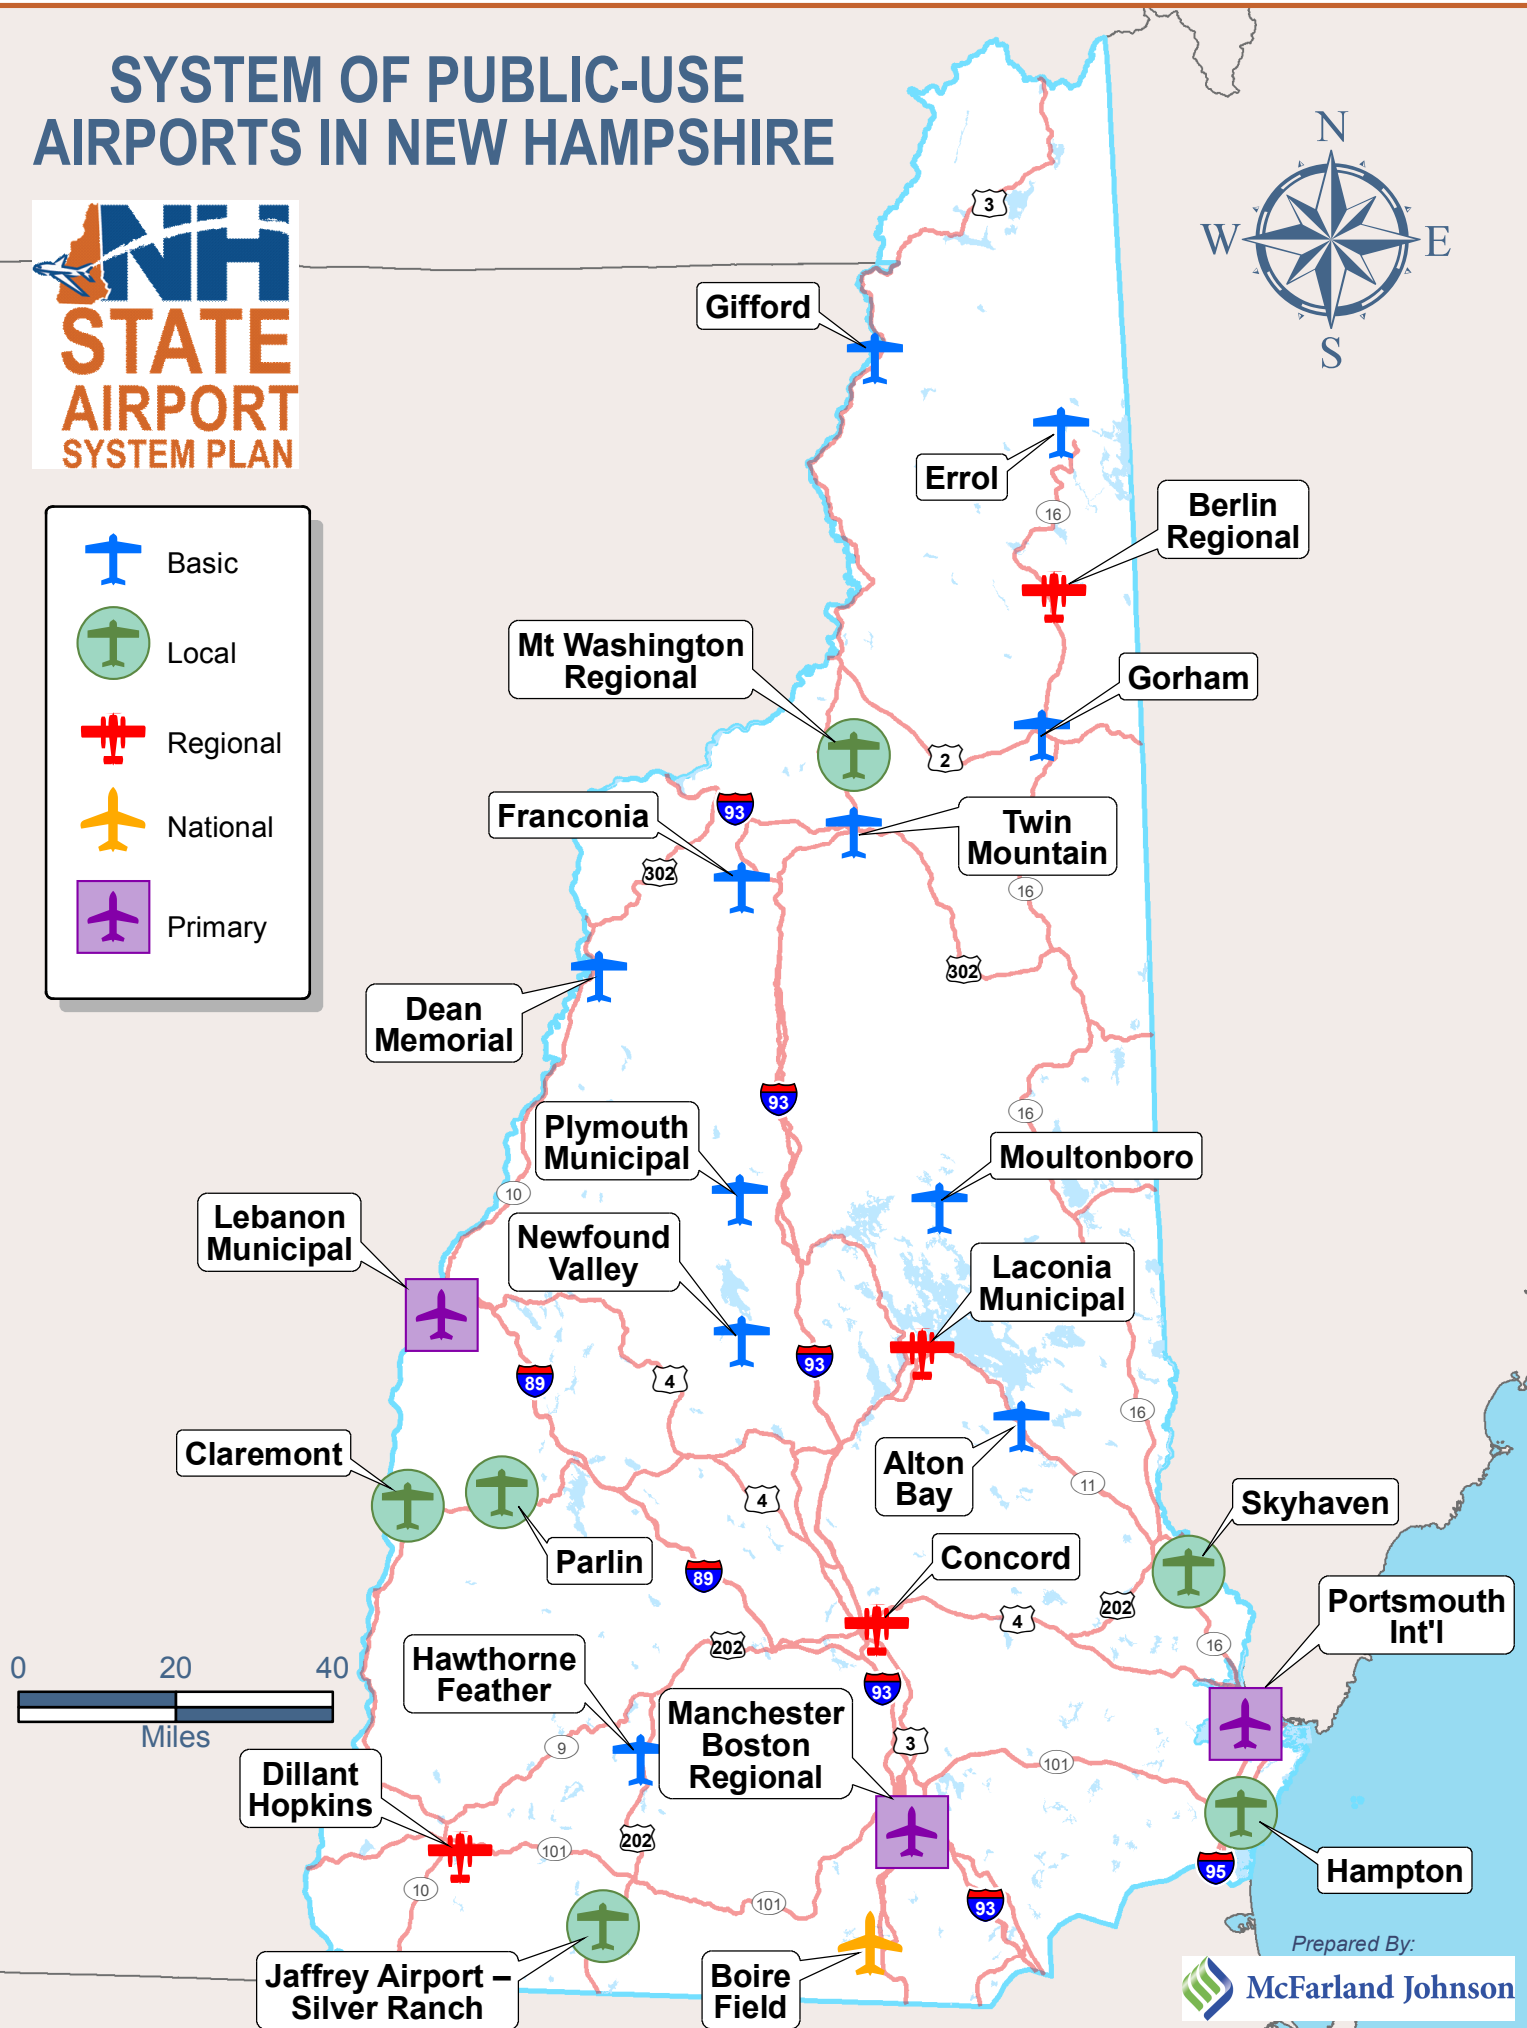 SYSTEM OF PUBLIC-USE
AIRPORTS IN NEW HAMPSHIRE
NH
STATE
AIRPORT
SYSTEM PLAN
N
W
E
S
Basic
Local
Regional
National
Primary
3
Gifford
Errol
16
Berlin
Regional
Mt Washington
Regional
Gorham
2
Franconia
93
Twin
Mountain
302
16
302
Dean
Memorial
93
16
Plymouth
Municipal
Moultonboro
10
Lebanon
Municipal
Newfound
Valley
Laconia
Municipal
93
89
4
16
Claremont
Alton
Bay
11
4
Skyhaven
Parlin
89
Concord
202
4
Portsmouth
Int'l
16
202
Hawthorne
Feather
0 20 40
Miles
93
Manchester
Boston
Regional
3
9
101
Dillant
Hopkins
202
101
95
Hampton
10
101
93
Jaffrey Airport –
Silver Ranch
Boire
Field
Prepared By:
McFarland Johnson